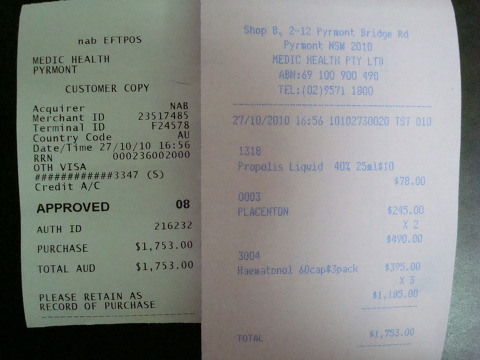 nab EFTPOS
MEDIC HEALTH
PYRMONT
CUSTOMER COPY
Acquirer NAB
Merchant ID 23517485
Terminal ID F24578
Country Code AU
Date/Time 27/10/10 16:56
RRN 000236002000
OTH VISA
############3347 (S)
Credit A/C
APPROVED 08
AUTH ID 216232
PURCHASE $1,753.00
TOTAL AUD $1,753.00
PLEASE RETAIN AS
RECORD OF PURCHASE
Shop 8, 2-12 Pyrmont Bridge Rd
Pyrmont NSW 2010
MEDIC HEALTH PTY LTD
ABN:69 100 900 490
TEL:(02)9571 1800
27/10/2010 16:56 10102730020 TST 010
1318
Propolis Liquid 40% 25ml$10
$78.00
0003
PLACENTON $245.00
X 2
$490.00
3004
Haematonol 60cap$3pack $395.00
X 3
$1,185.00
TOTAL $1,753.00